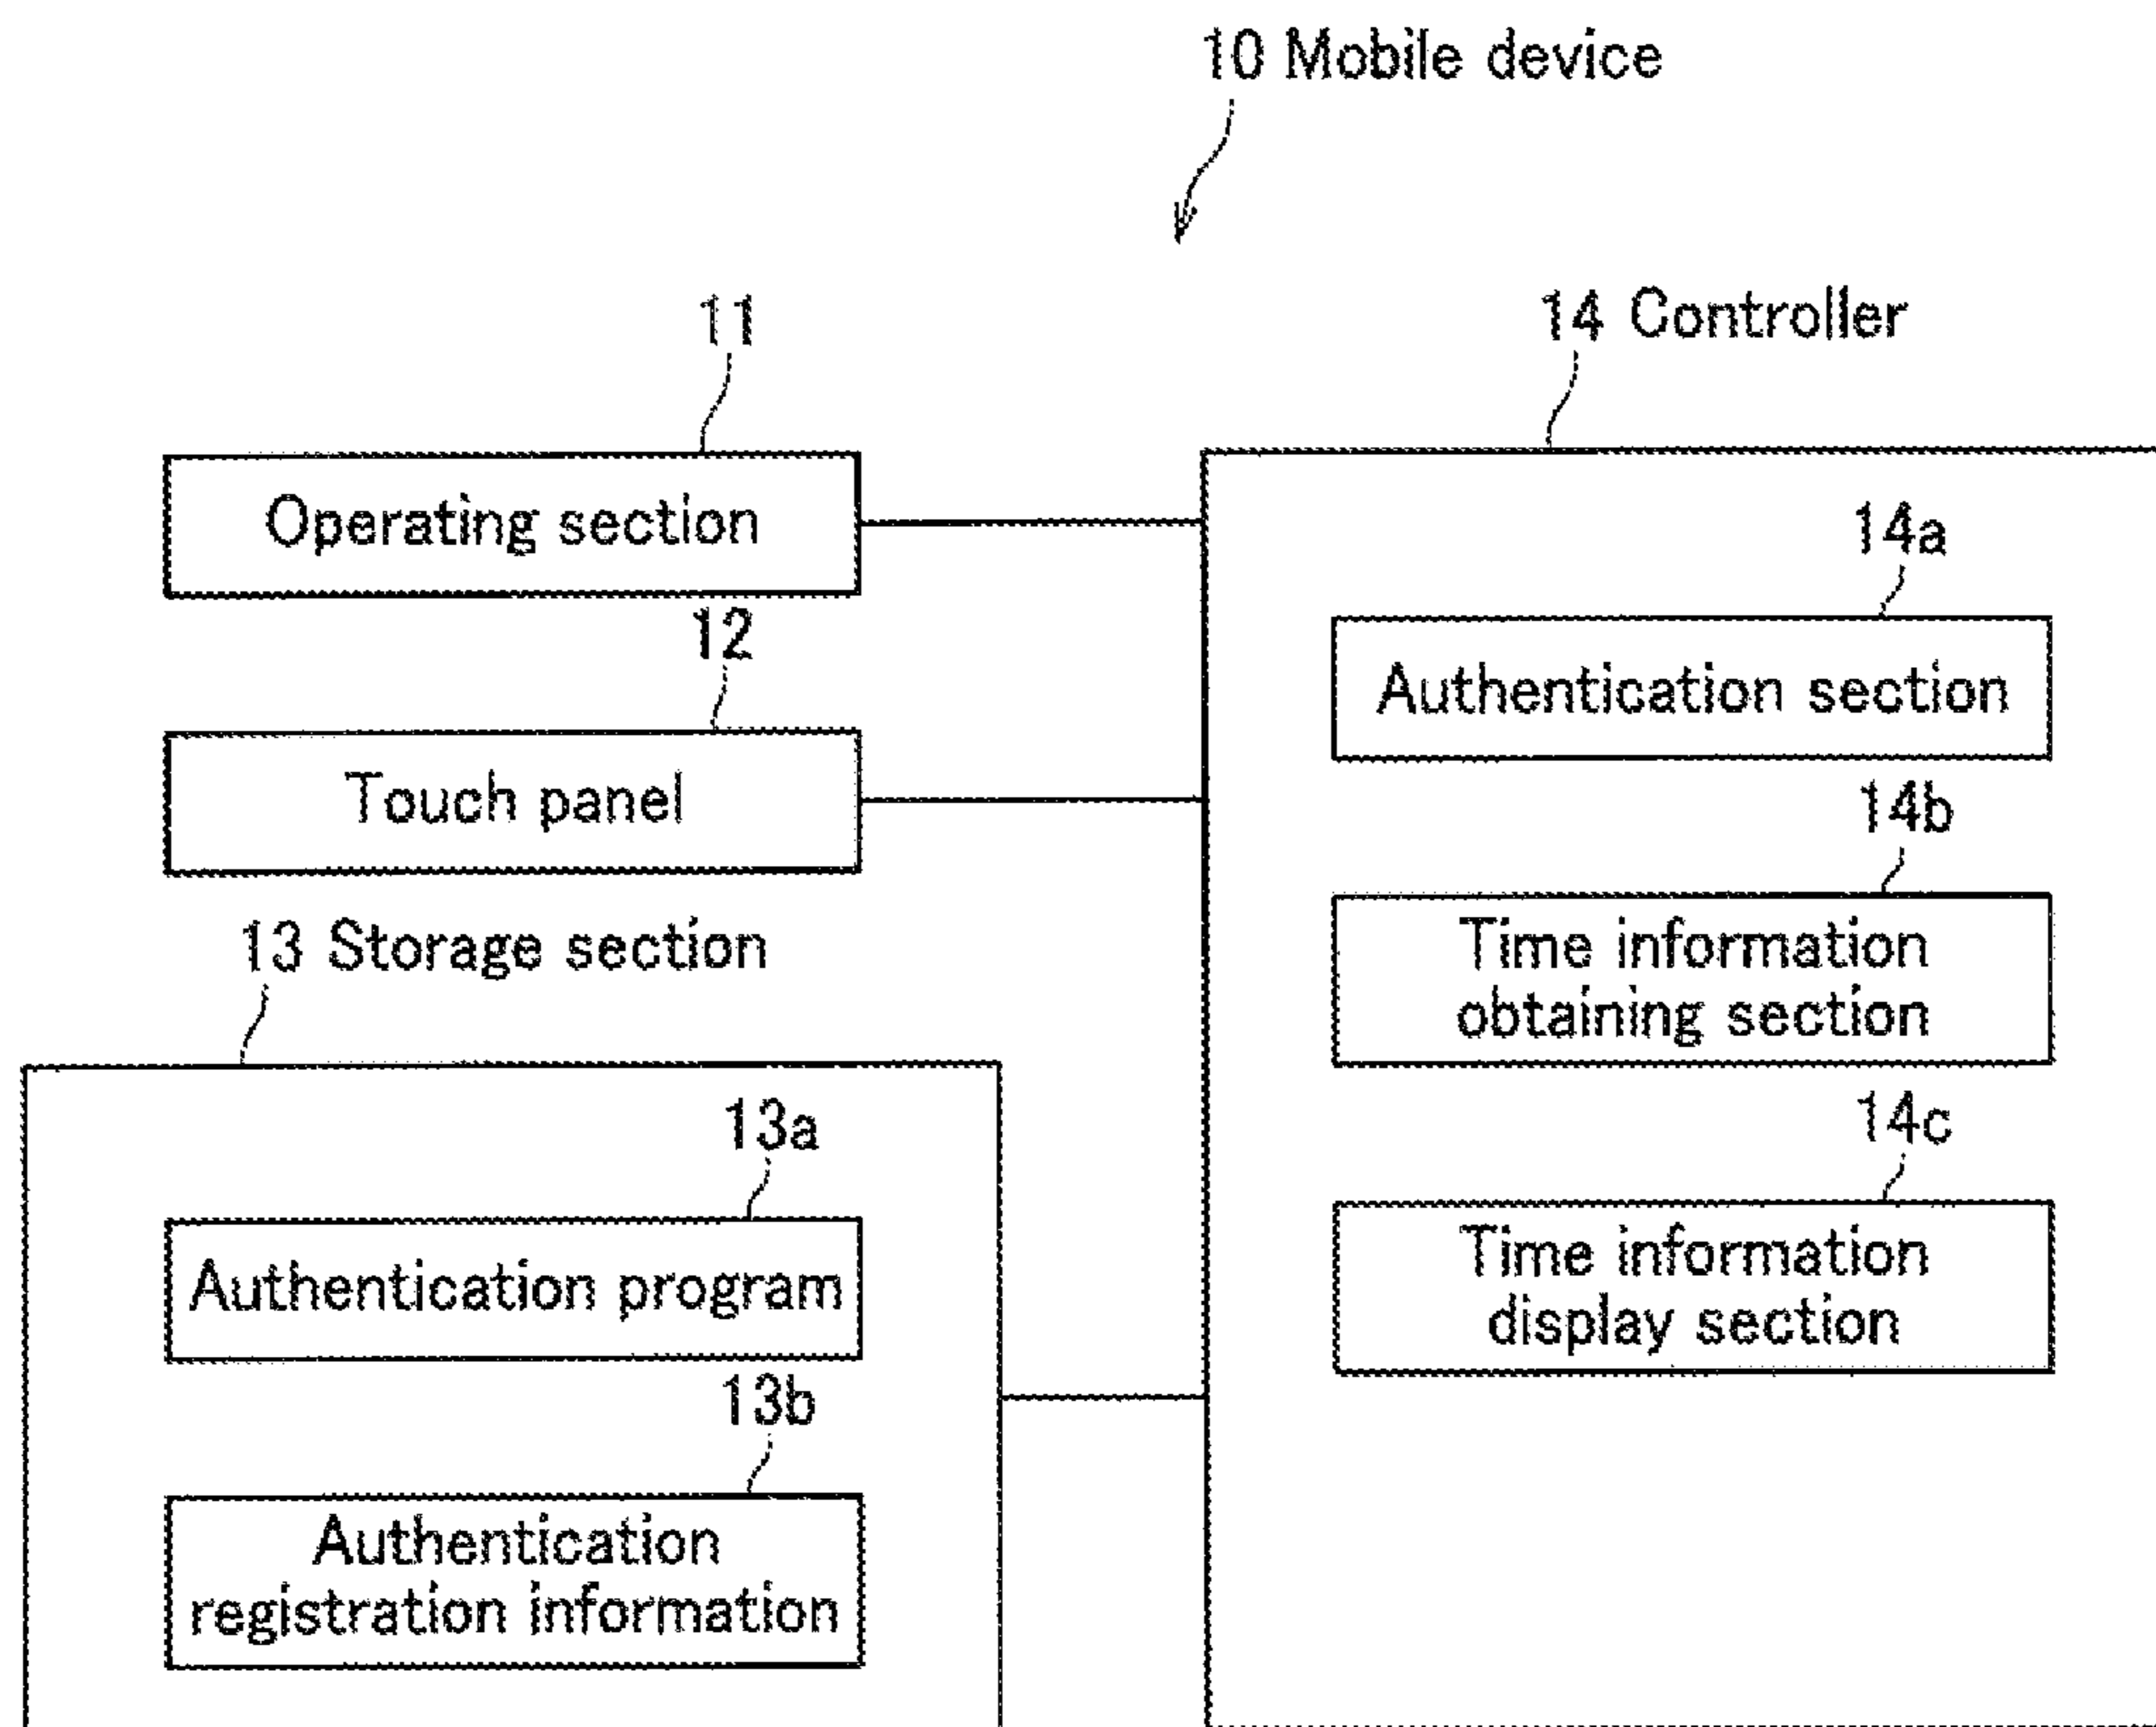 10 Mobile device
11
Operating section
12
Touch panel
13 Storage section
13a
Authentication program
13b
Authentication
registration information
14 Controller
14a
Authentication section
14b
Time information
obtaining section
14c
Time information
display section